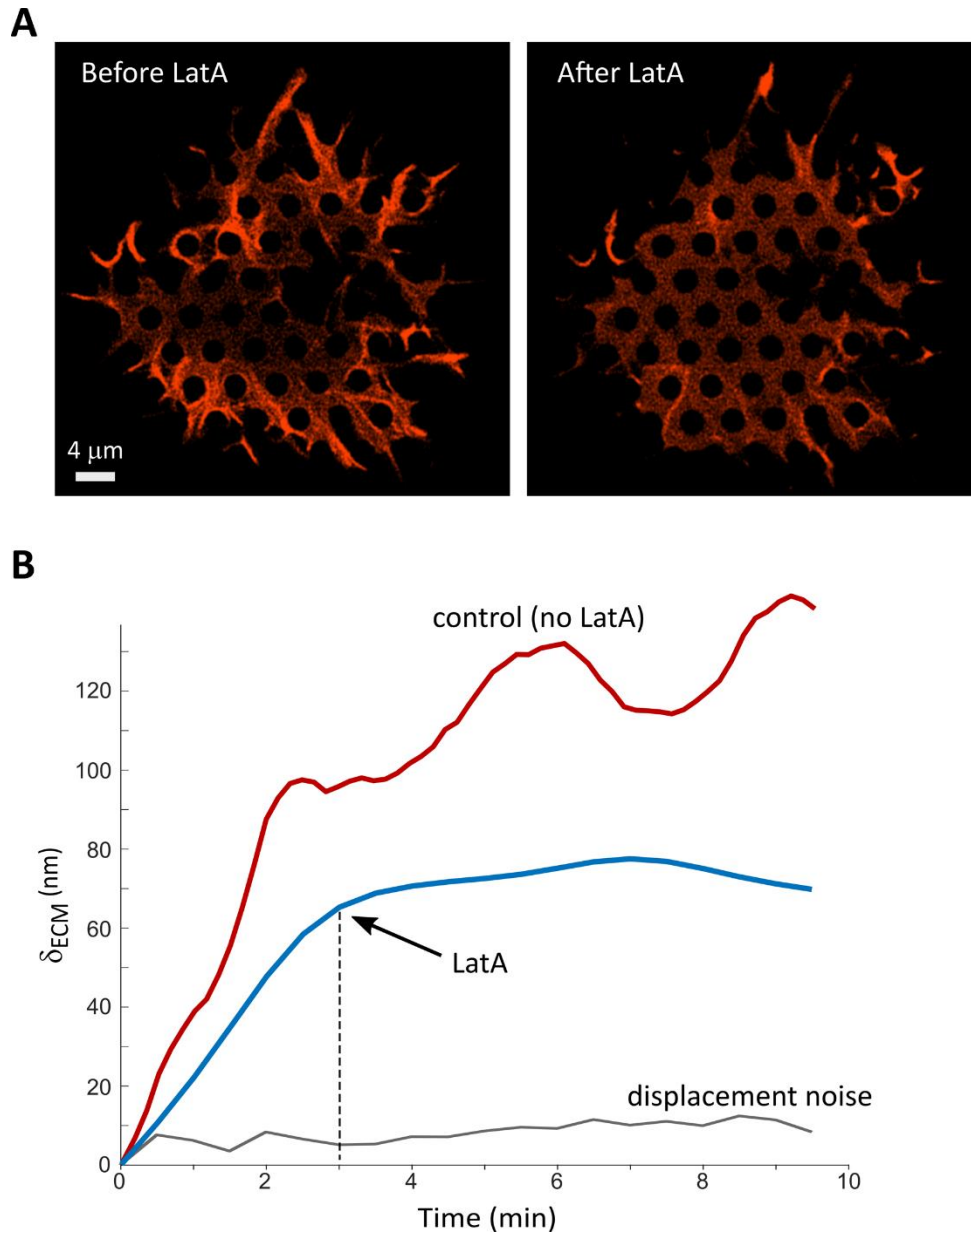 A
Before LatA
After LatA
4 μm
B
control (no LatA)
120
100
80
60
40
20
0
δECM (nm)
LatA
displacement noise
0 2 4 6 8 10
Time (min)